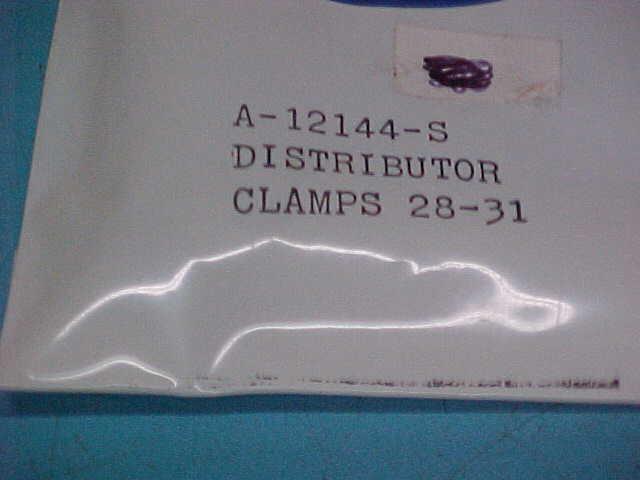 A-12144-S
DISTRIBUTOR
CLAMPS 28-31